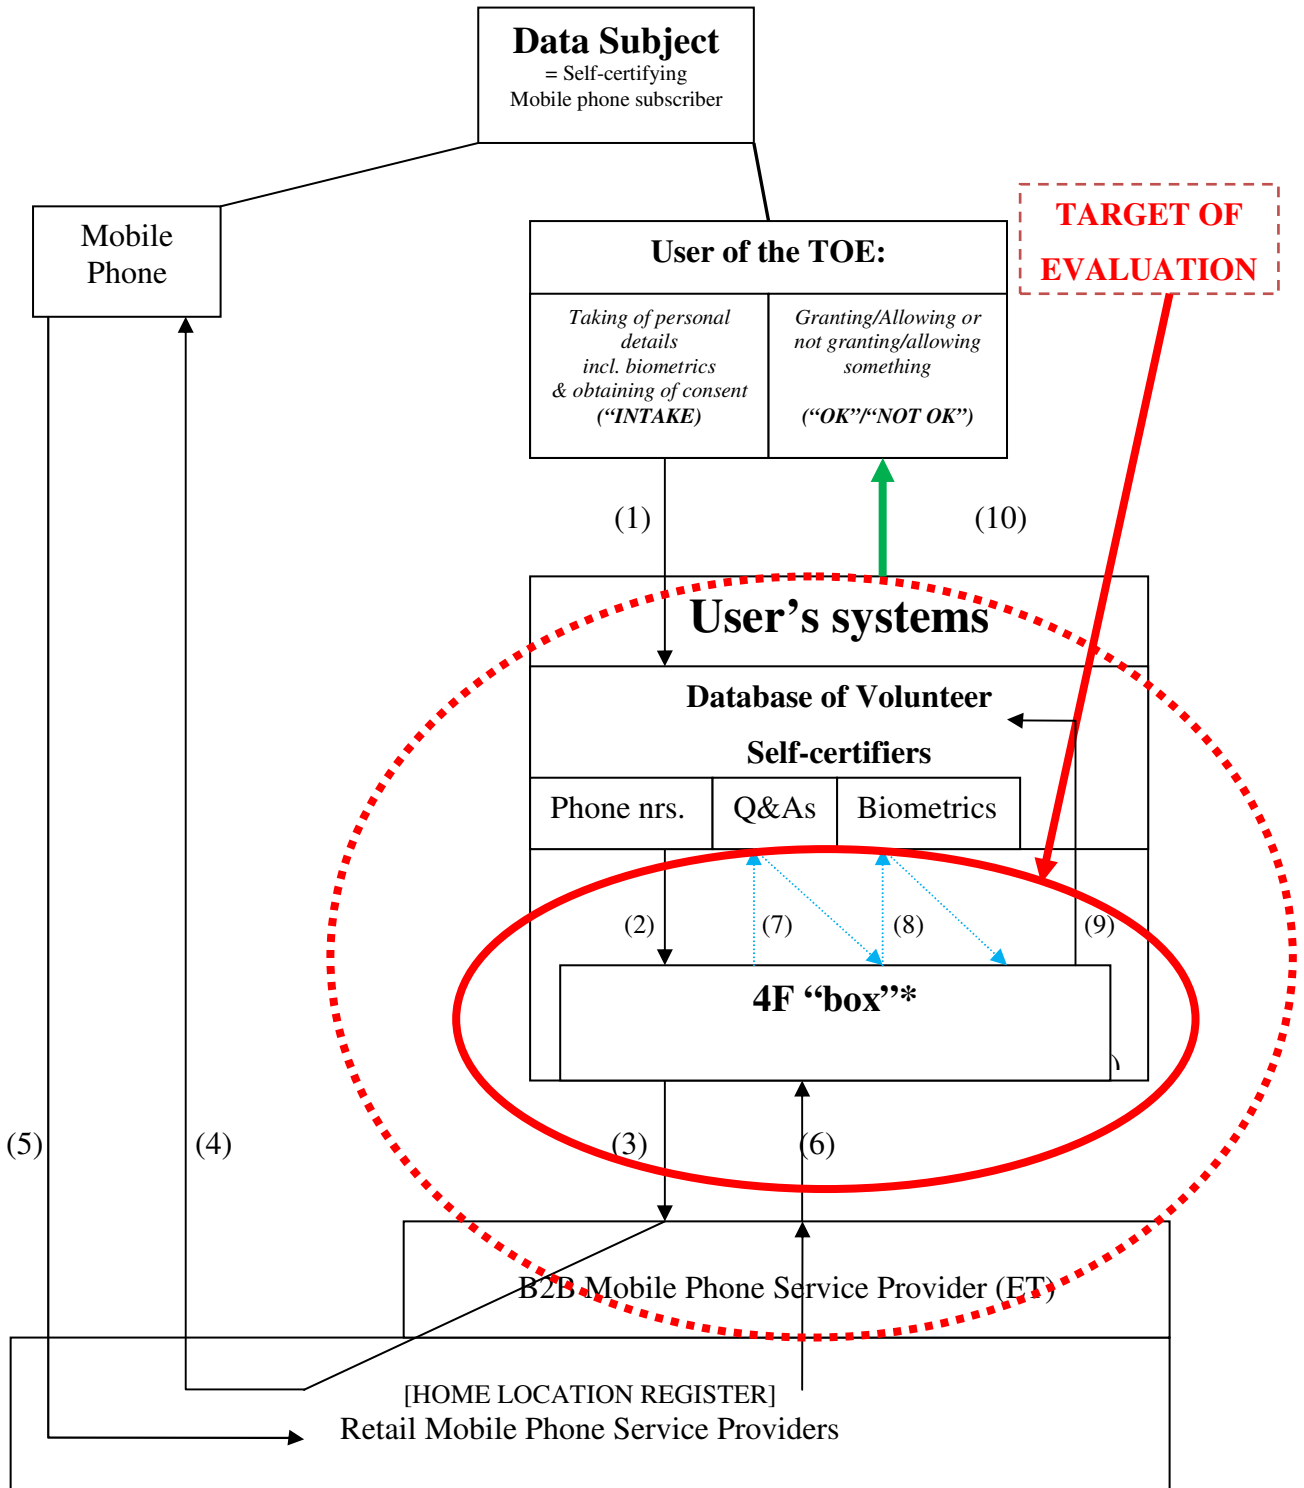 Data Subject
= Self-certifying
Mobile phone subscriber
Mobile
Phone
User of the TOE:
TARGET OF
EVALUATION
Taking of personal
details
incl. biometrics
& obtaining of consent
(“INTAKE)
Granting/Allowing or
not granting/allowing
something
(“OK”/“NOT OK”)
(1)
(10)
User’s systems
Database of Volunteer
Self-certifiers
Phone nrs.
Q&As
Biometrics
(2)
(7)
(8)
(9)
4F “box”*
)
(5)
(4)
(3)
(6)
B2B Mobile Phone Service Provider (ET)
[HOME LOCATION REGISTER]
Retail Mobile Phone Service Providers